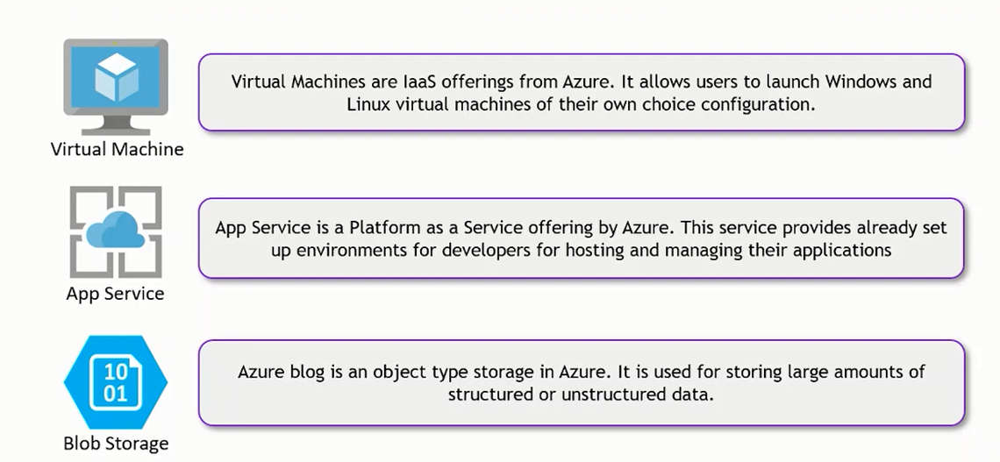 Virtual Machines are IaaS offerings from Azure. It allows users to launch Windows and
Linux virtual machines of their own choice configuration.
Virtual Machine
App Service is a Platform as a Service offering by Azure. This service provides already set
up environments for developers for hosting and managing their applications
App Service
10
01
Azure blog is an object type storage in Azure. It is used for storing large amounts of
structured or unstructured data.
Blob Storage